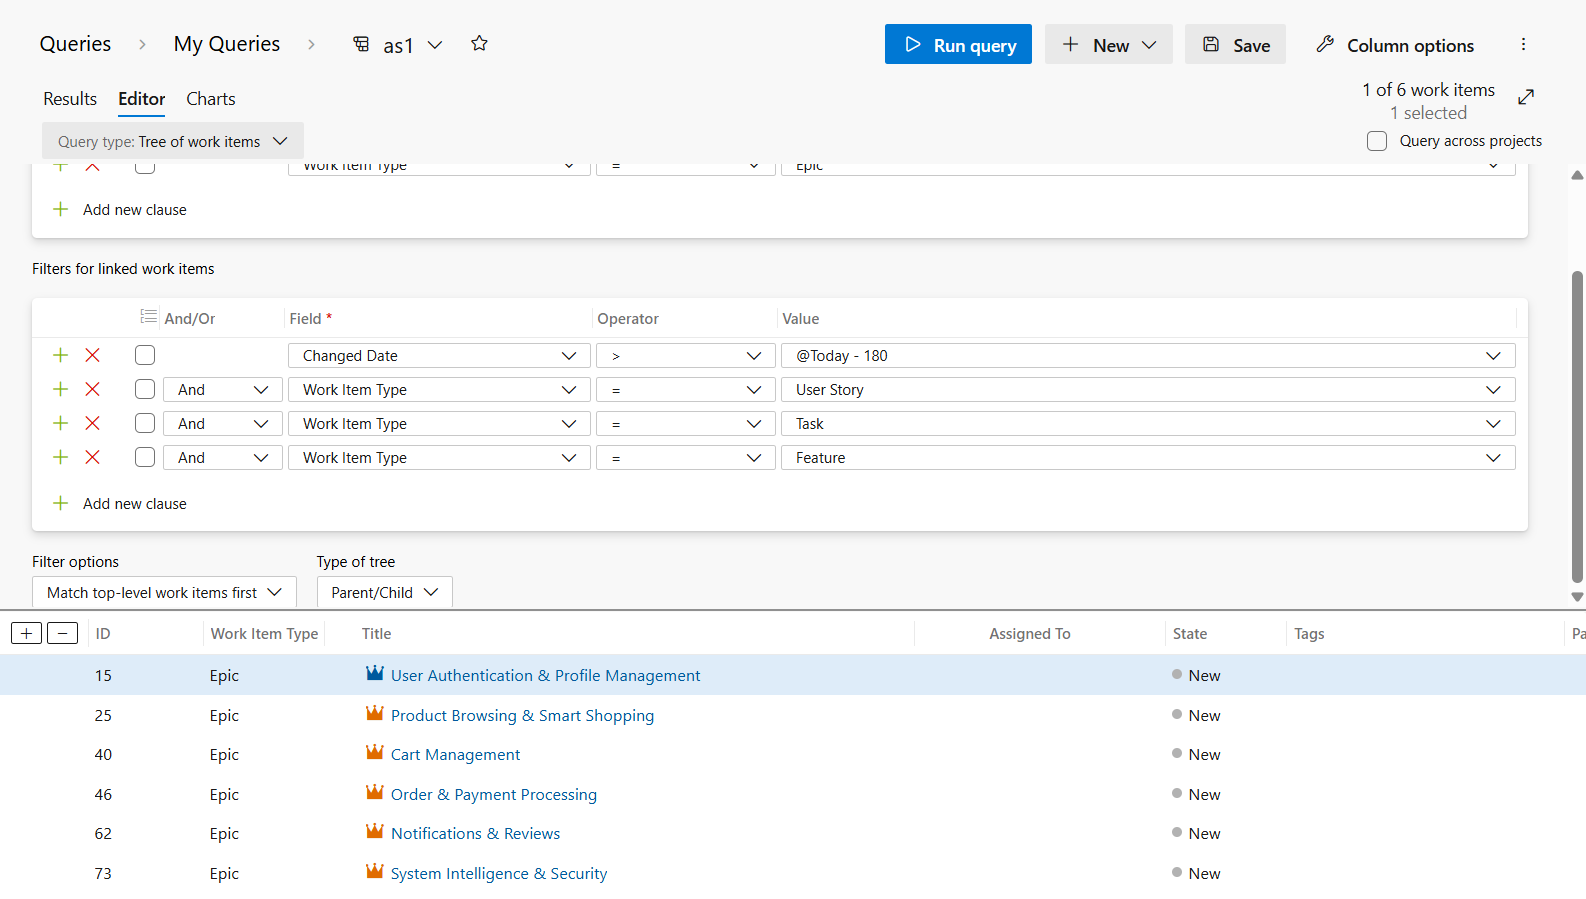 Queries > My Queries > as1
Run query New Save Column options
Results Editor Charts
1 of 6 work items
1 selected
Query type: Tree of work items
Query across projects
Work Item Type = Epic
Add new clause
Filters for linked work items
And/Or Field * Operator Value
Changed Date > @Today - 180
And Work Item Type = User Story
And Work Item Type = Task
And Work Item Type = Feature
Add new clause
Filter options Type of tree
Match top-level work items first Parent/Child
ID Work Item Type Title Assigned To State Tags Pa
15 Epic User Authentication & Profile Management New
25 Epic Product Browsing & Smart Shopping New
40 Epic Cart Management New
46 Epic Order & Payment Processing New
62 Epic Notifications & Reviews New
73 Epic System Intelligence & Security New